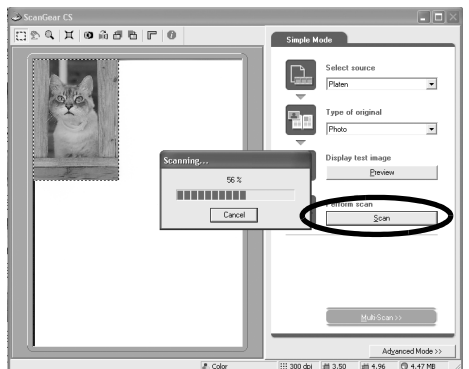 ScanGear CS
Simple Mode
Select source
Platen
Type of original
Photo
Display test image
Preview
Scanning...
56 %
Cancel
Perform scan
Scan
Multi-Scan >>
Advanced Mode >>
Color
300 dpi
3.50
4.96
4.47 MB